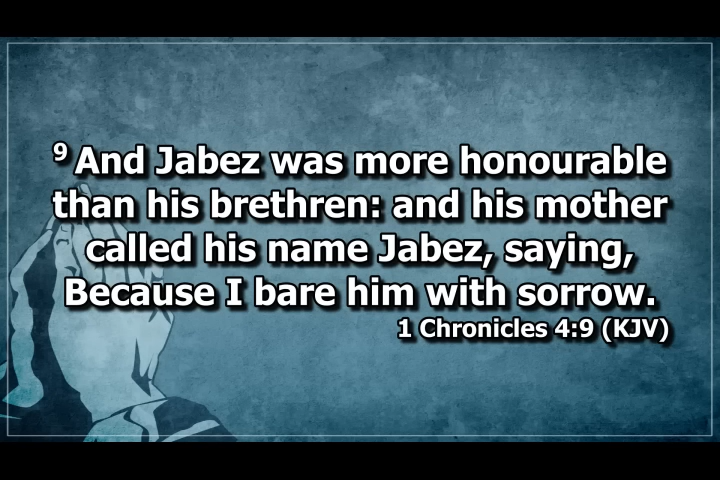 9 And Jabez was more honourable
than his brethren: and his mother
called his name Jabez, saying,
Because I bare him with sorrow.
1 Chronicles 4:9 (KJV)